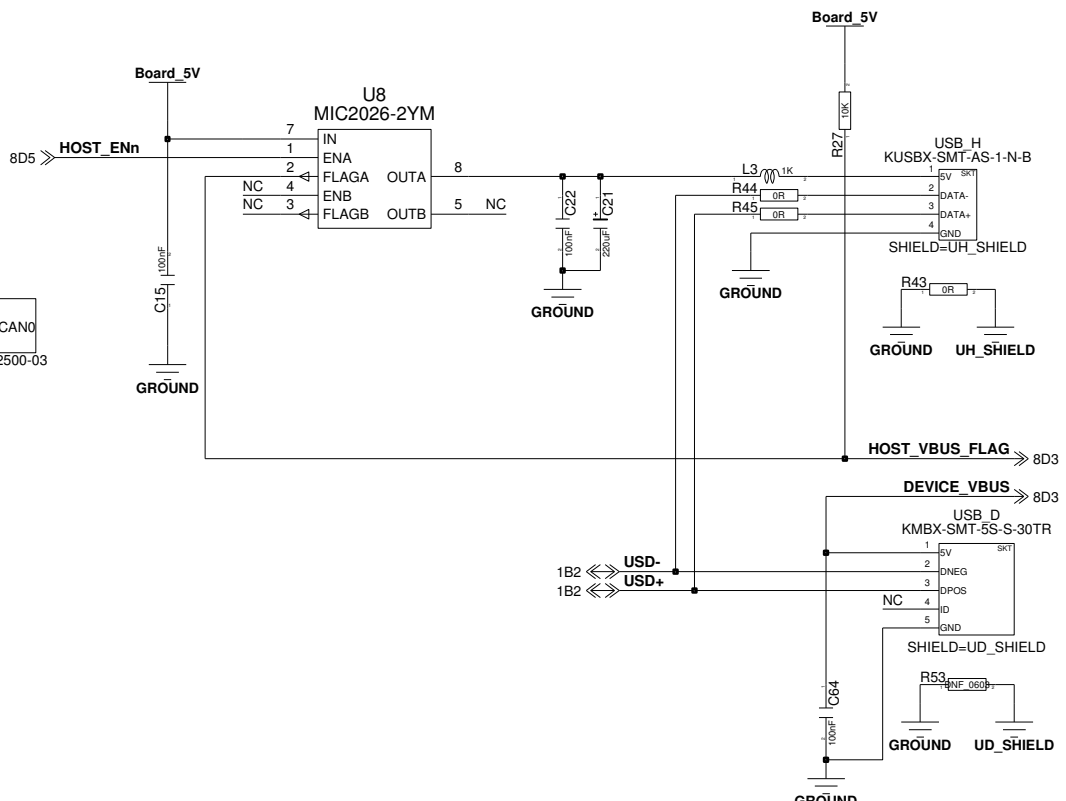 Board_5V
Board_5V
U8
MIC2026-2YM
7
IN
8D5
HOST_ENn
1
ENA
2
FLAGA
OUTA
8
NC
4
ENB
NC
3
FLAGB
OUTB
5
NC
100nF
C15
GROUND
CAN0
2500-03
C22
100nF
C21
+
220uF
GROUND
10K
R27
L3
1K
R44
0R
R45
0R
GROUND
USB_H
KUSBX-SMT-AS-1-N-B
1
5V
SKT
2
DATA-
3
DATA+
4
GND
SHIELD=UH_SHIELD
R43
0R
GROUND
UH_SHIELD
HOST_VBUS_FLAG
8D3
DEVICE_VBUS
8D3
USB_D
KMBX-SMT-5S-S-30TR
1
5V
SKT
1B2
USD-
2
DNEG
1B2
USD+
3
DPOS
NC
4
ID
5
GND
SHIELD=UD_SHIELD
C64
100nF
R53
DNF_0603
GROUND
UD_SHIELD
GROUND